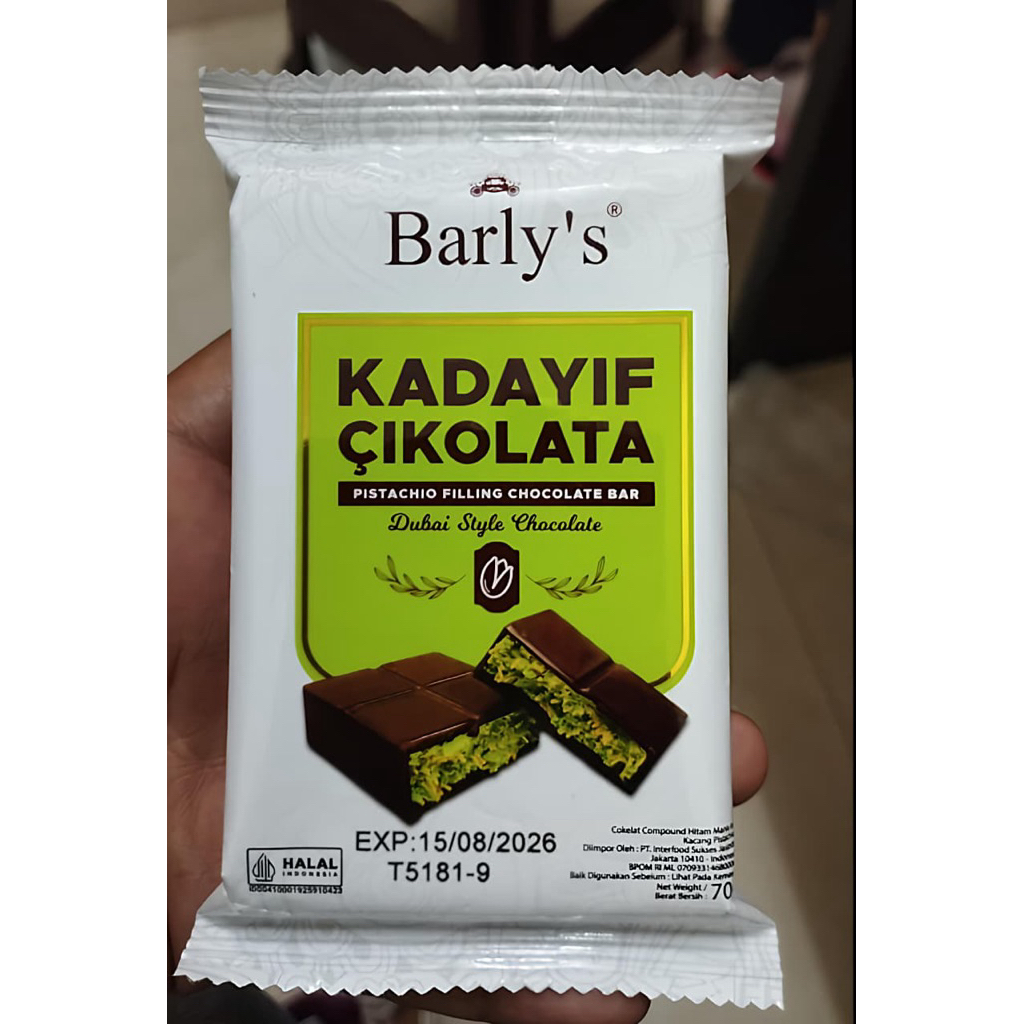 Barly's®
KADAYIF
ÇIKOLATA
PISTACHIO FILLING CHOCOLATE BAR
Dubai Style Chocolate
EXP:15/08/2026
T5181-9
HALAL
INDONESIA
ID00410001925910423
Cokelat Compound Hitam
Kacang
Diimpor Oleh : PT. Interfood Sukses
Jakarta 10410 -
BPOM RI ML
Baik Digunakan Sebelum : Lihat Pada
Net Weight /
Berat Bersih : 70